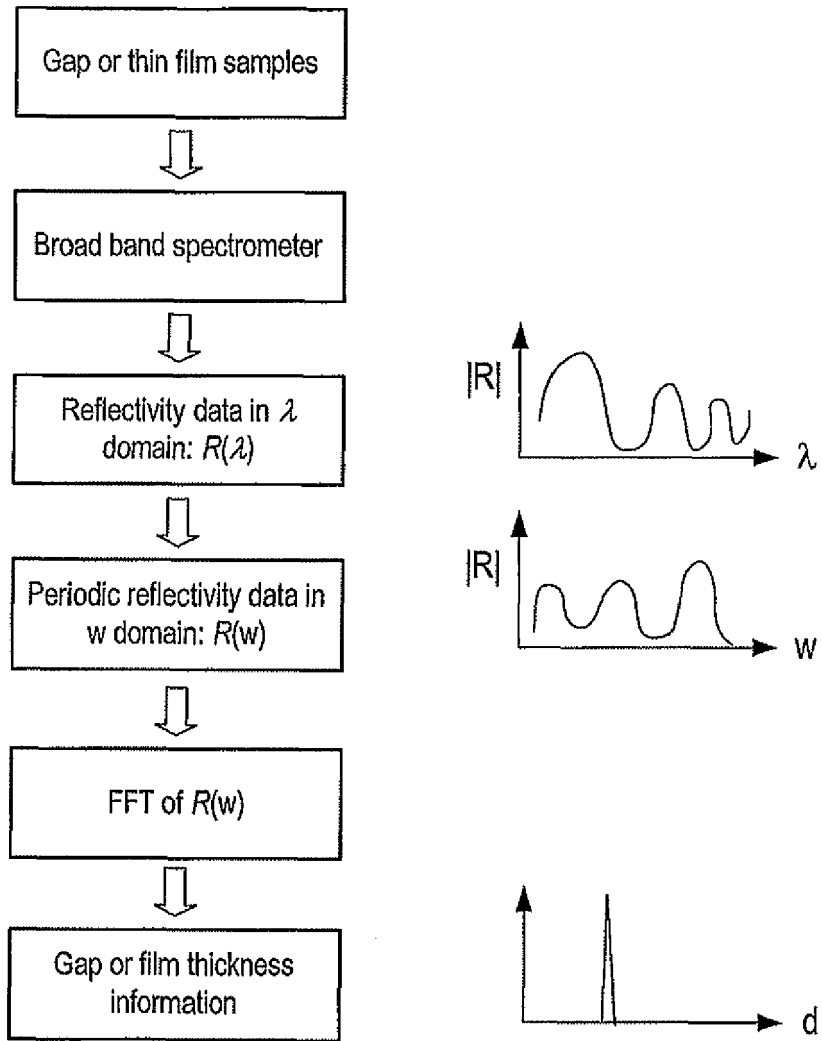 Gap or thin film samples
Broad band spectrometer
Reflectivity data in λ
domain: R(λ)
|R|
λ
Periodic reflectivity data in
w domain: R(w)
|R|
w
FFT of R(w)
Gap or film thickness
information
d